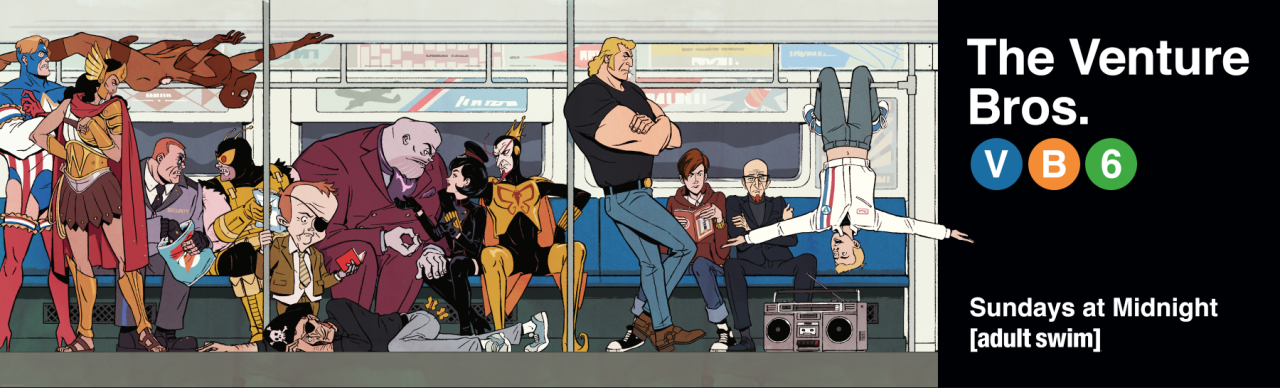 The Venture
Bros.
V B 6
Sundays at Midnight
[adult swim]